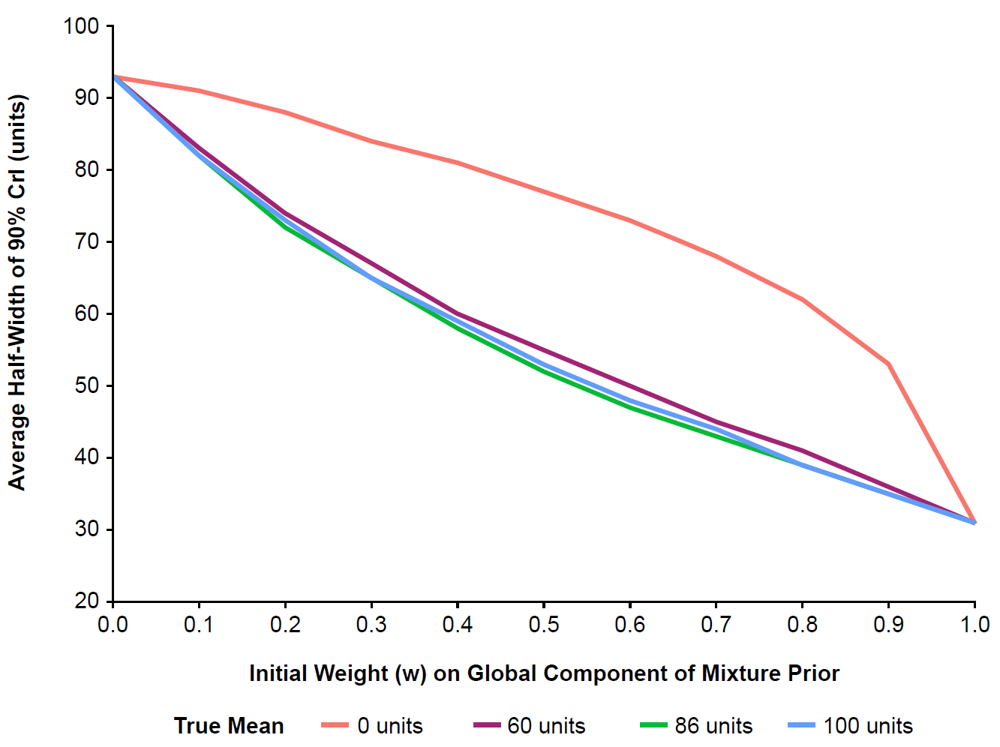 100
90
80
70
60
50
40
30
20
Average Half-Width of 90% CrI (units)
0.0 0.1 0.2 0.3 0.4 0.5 0.6 0.7 0.8 0.9 1.0
Initial Weight (w) on Global Component of Mixture Prior
True Mean 0 units 60 units 86 units 100 units